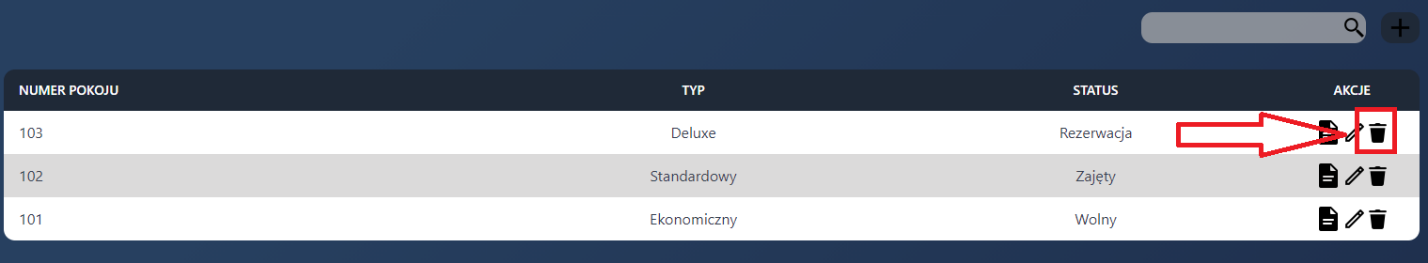 NUMER POKOJU TYP STATUS AKCJE
103 Deluxe Rezerwacja
102 Standardowy Zajęty
101 Ekonomiczny Wolny